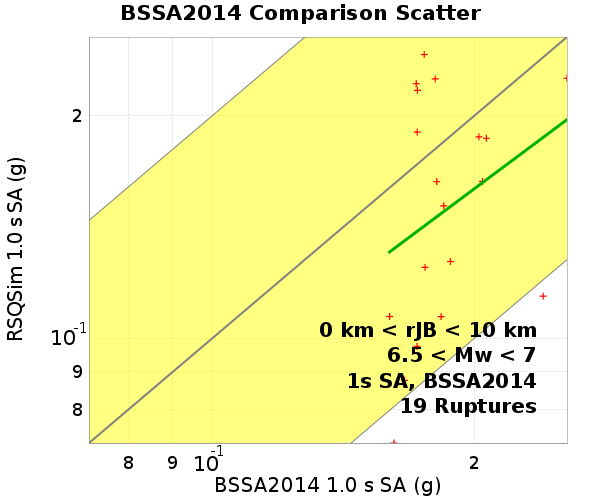 BSSA2014 Comparison Scatter
RSQSim 1.0 s SA (g)
2
10-1
9
8
0 km < rJB < 10 km
6.5 < Mw < 7
1s SA, BSSA2014
19 Ruptures
8 9 10-1 2
BSSA2014 1.0 s SA (g)